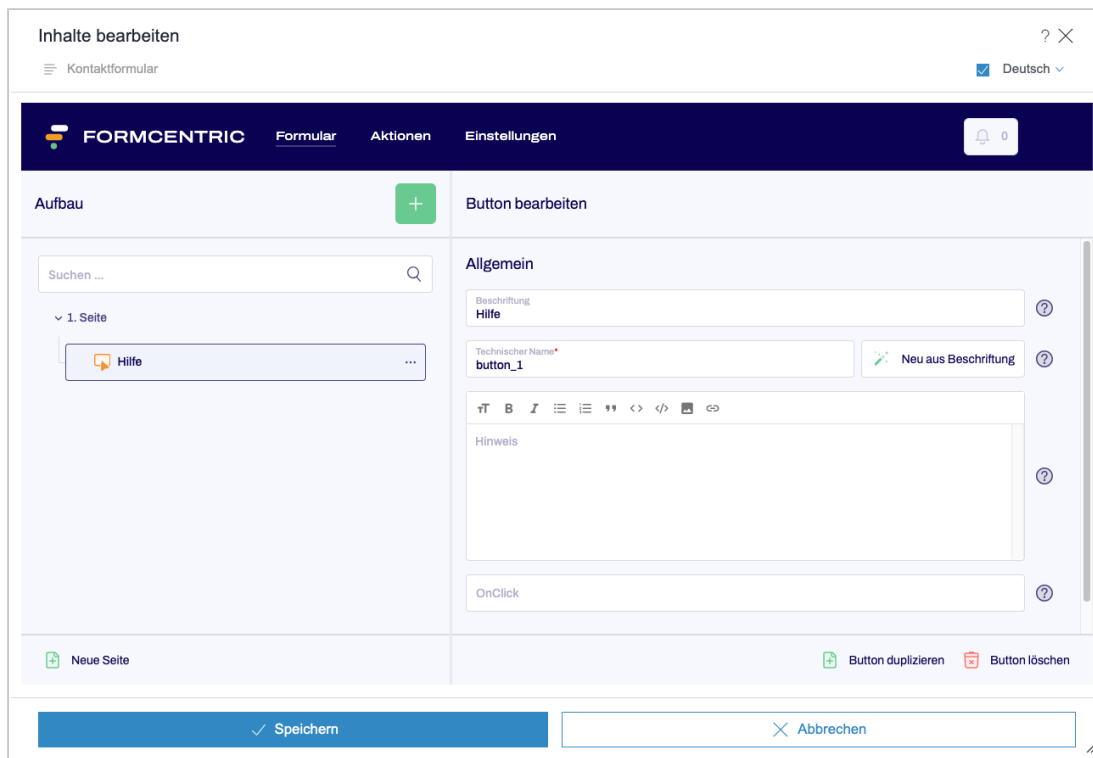 Inhalte bearbeiten
?
Kontaktformular
Deutsch
FORMCENTRIC
Formular
Aktionen
Einstellungen
0
Aufbau
+
Button bearbeiten
Suchen ...
1. Seite
Hilfe
...
Allgemein
Beschriftung
Hilfe
?
Technischer Name*
button_1
Neu aus Beschriftung
?
TT B I
Hinweis
?
OnClick
?
Neue Seite
Button duplizieren
Button löschen
Speichern
Abbrechen